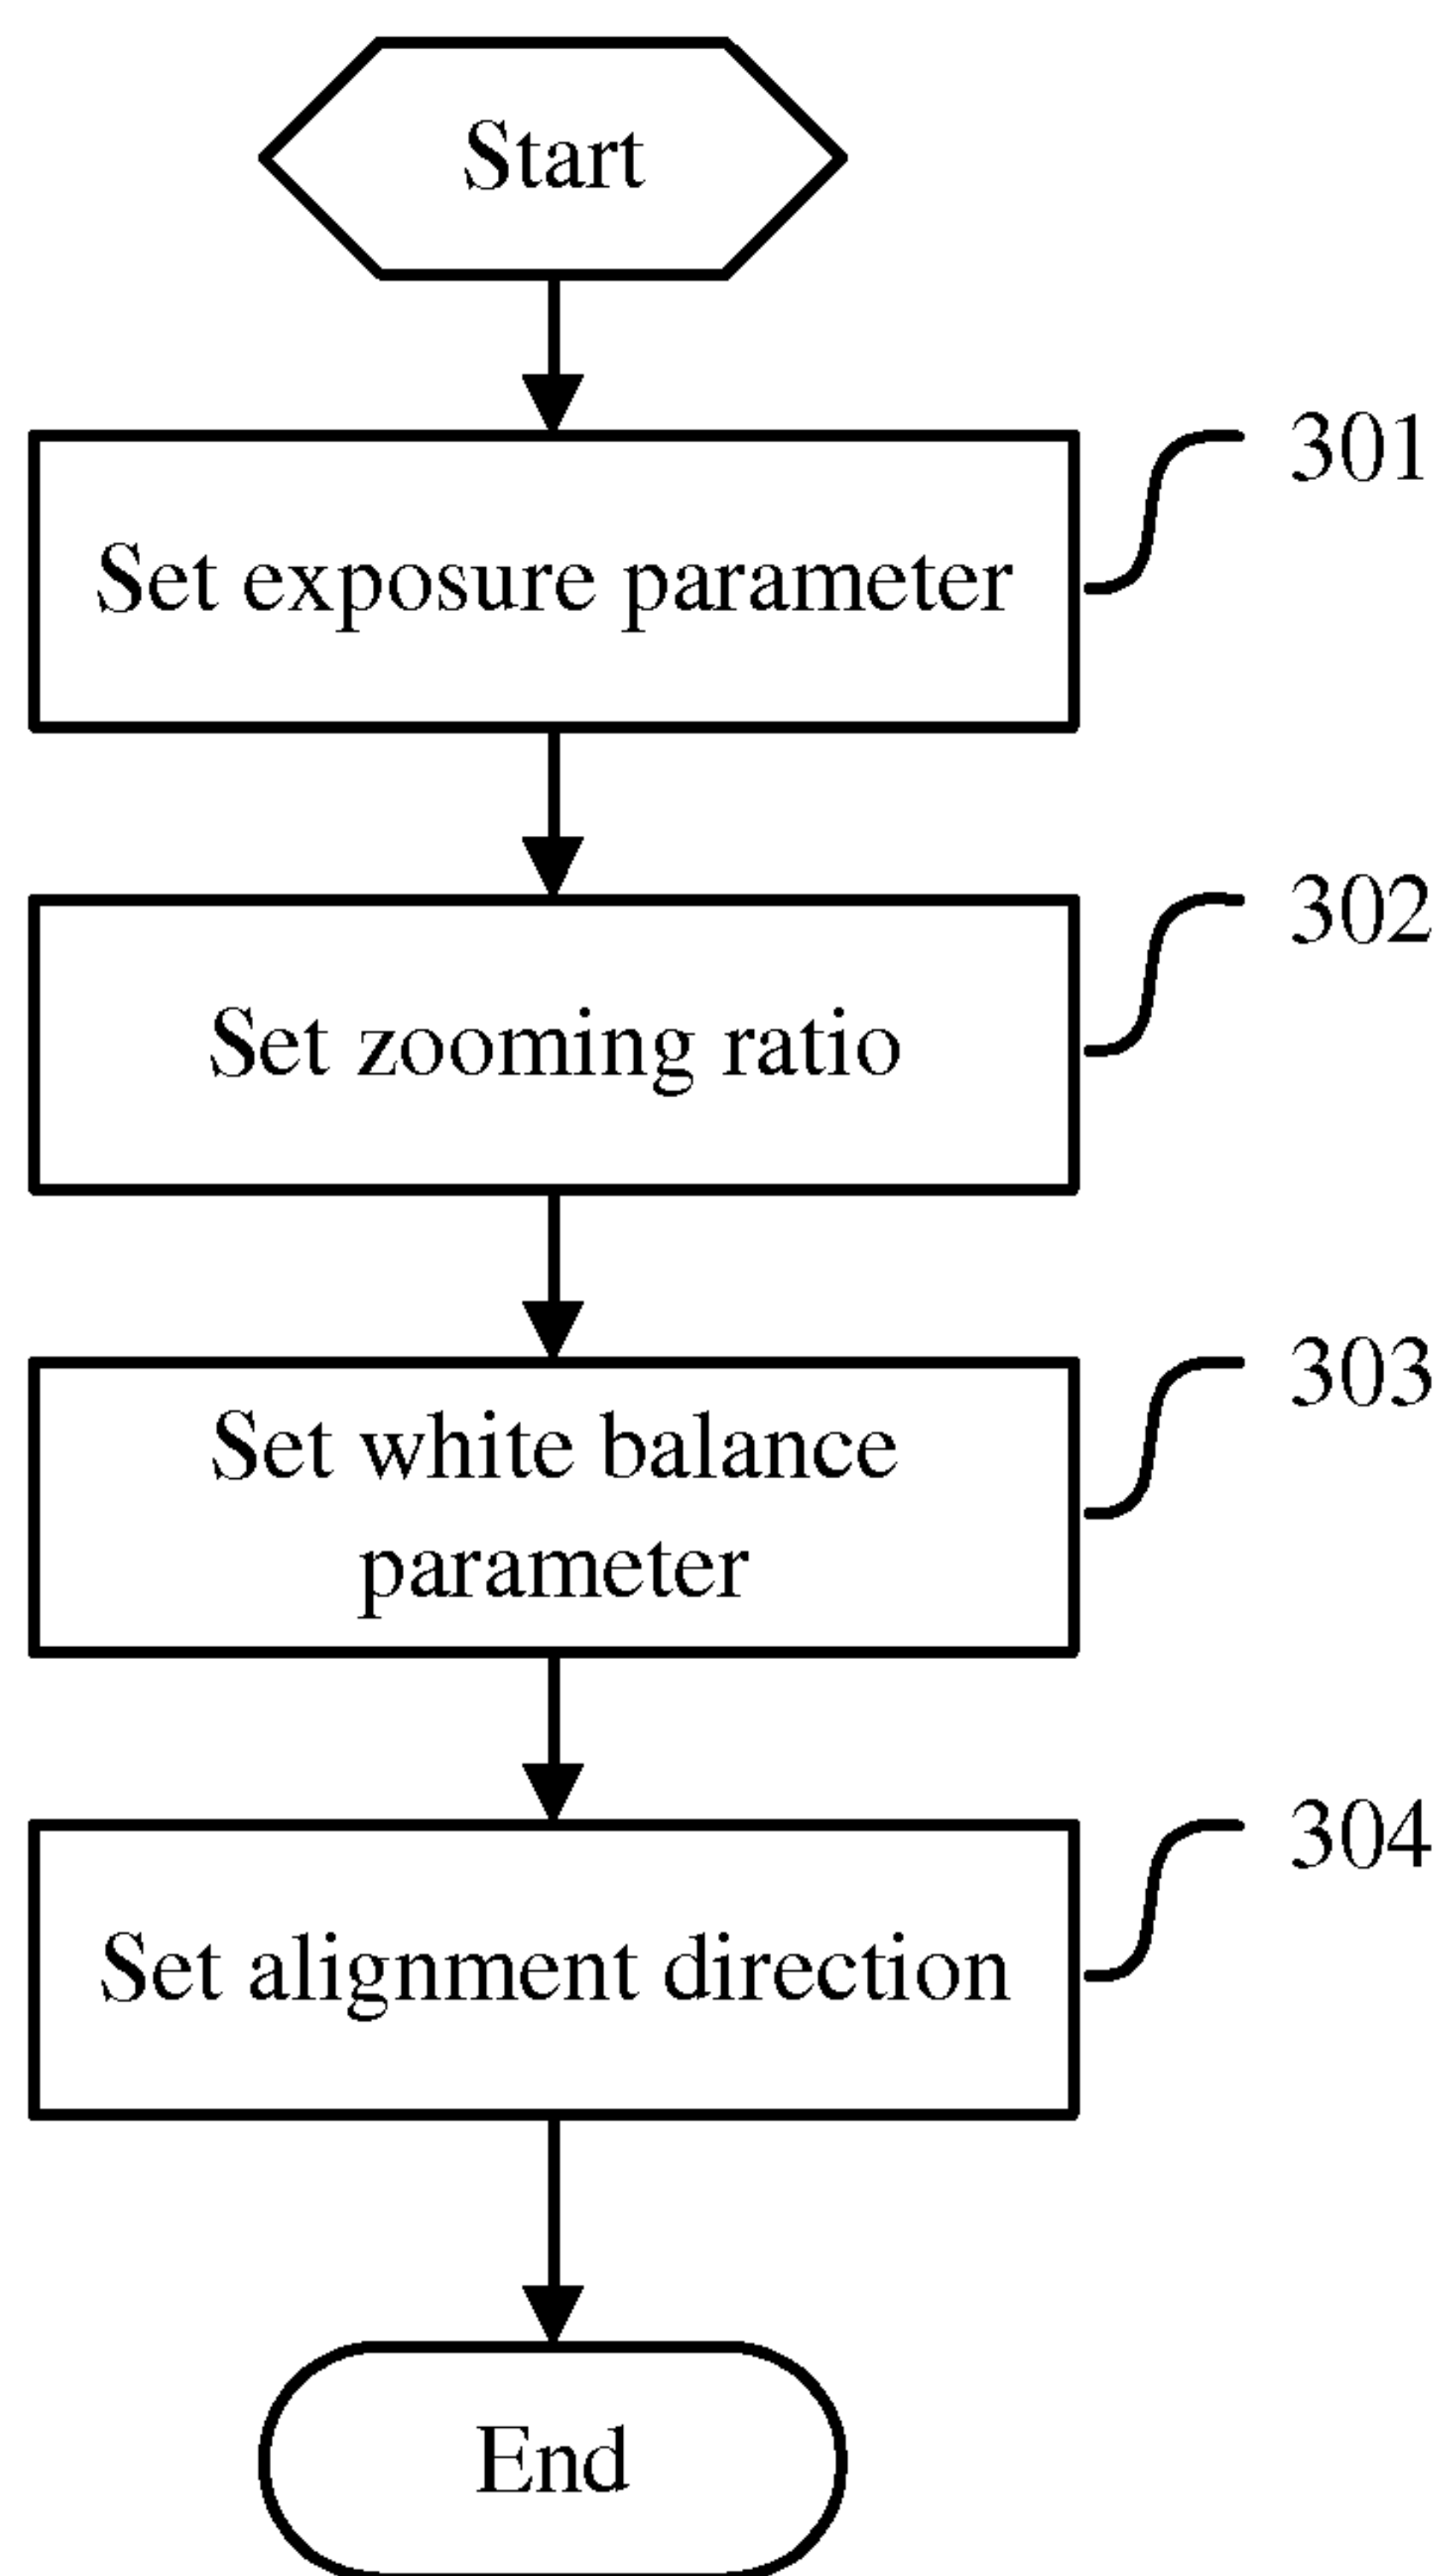 Start
301
Set exposure parameter
302
Set zooming ratio
303
Set white balance
parameter
304
Set alignment direction
End